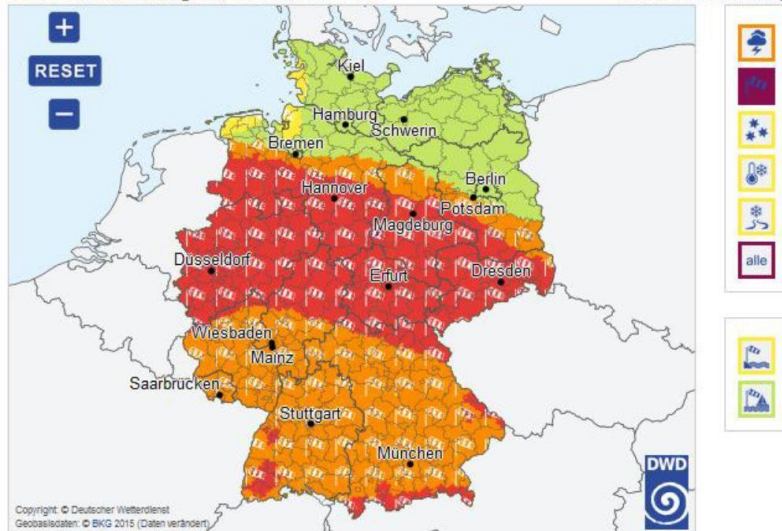 +
RESET
−
Kiel
Hamburg
Schwerin
Bremen
Berlin
Hannover
Potsdam
Magdeburg
Düsseldorf
Erfurt
Dresden
Wiesbaden
Mainz
Saarbrücken
Stuttgart
München
alle
DWD
Copyright: © Deutscher Wetterdienst
Geobasisdaten: © BKG 2015 (Daten verändert)